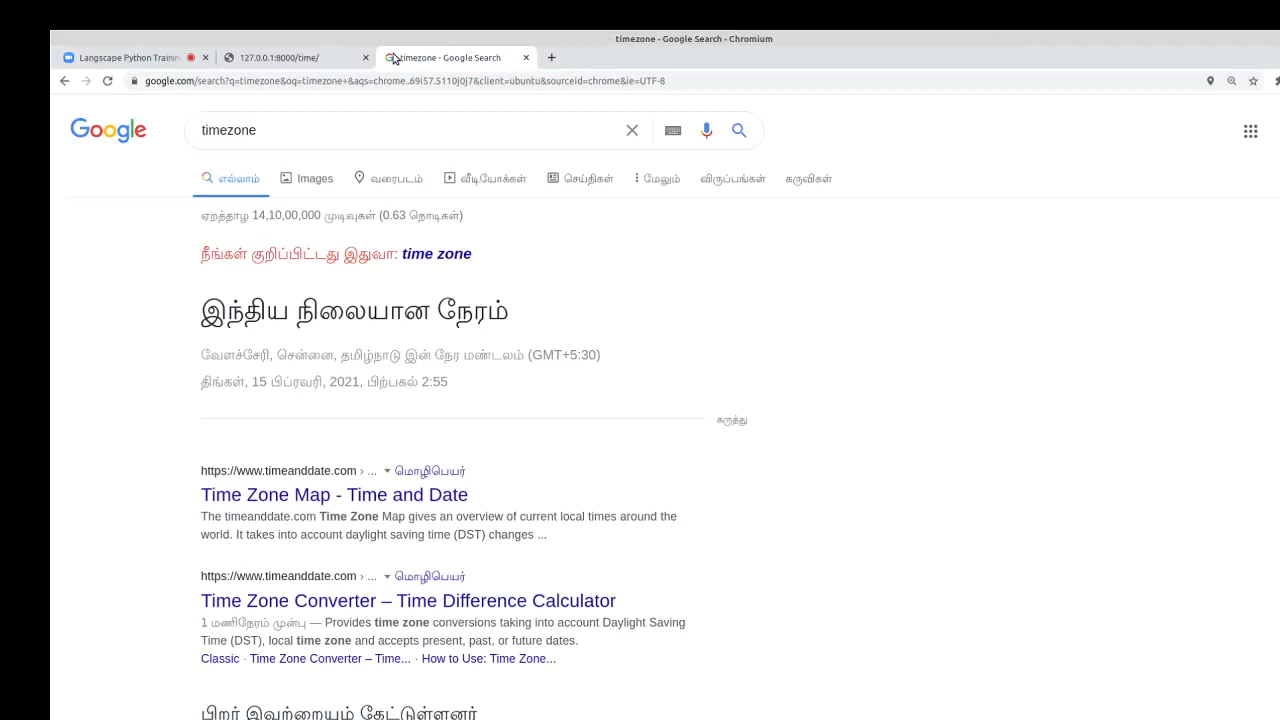 timezone - Google Search - Chromium
Langscape Python Trainin
127.0.0.1:8000/time/
timezone - Google Search
google.com/search?q=timezone&oq=timezone+&aqs=chrome..69i57.5110j0j7&client=ubuntu&sourceid=chrome&ie=UTF-8
Google
timezone
எல்லாம் Images வரைபடம் வீடியோக்கள் செய்திகள் மேலும் விருப்பங்கள் கருவிகள்
ஏறத்தாழ 14,10,00,000 முடிவுகள் (0.63 நொடிகள்)
நீங்கள் குறிப்பிட்டது இதுவா: time zone
இந்திய நிலையான நேரம்
வேளச்சேரி, சென்னை, தமிழ்நாடு இன் நேர மண்டலம் (GMT+5:30)
திங்கள், 15 பிப்ரவரி, 2021, பிற்பகல் 2:55
கருத்து
https://www.timeanddate.com › ... மொழிபெயர்
Time Zone Map - Time and Date
The timeanddate.com Time Zone Map gives an overview of current local times around the
world. It takes into account daylight saving time (DST) changes ...
https://www.timeanddate.com › ... மொழிபெயர்
Time Zone Converter – Time Difference Calculator
1 மணிநேரம் முன்பு — Provides time zone conversions taking into account Daylight Saving
Time (DST), local time zone and accepts present, past, or future dates.
Classic · Time Zone Converter – Time... · How to Use: Time Zone...
பிறர் இவற்றையும் கேட்டுள்ளனர்